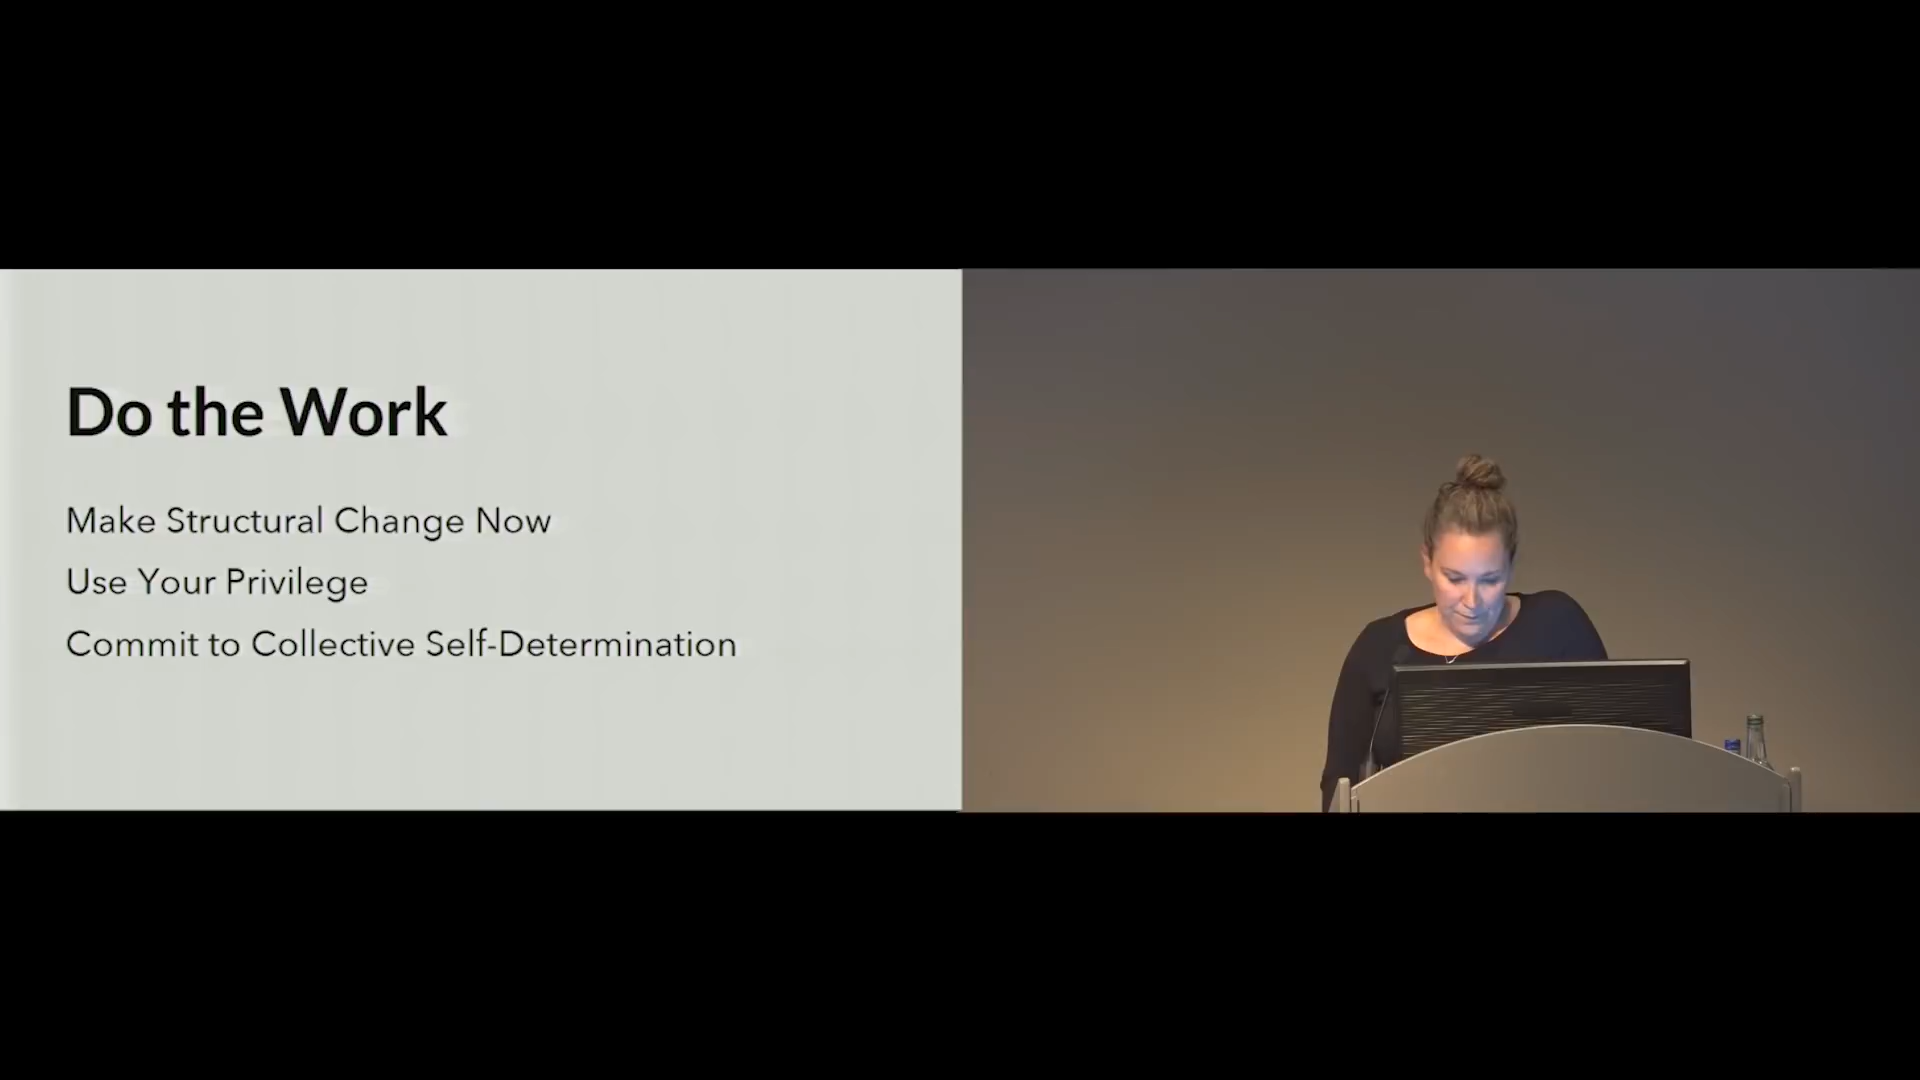 Do the Work
Make Structural Change Now
Use Your Privilege
Commit to Collective Self-Determination